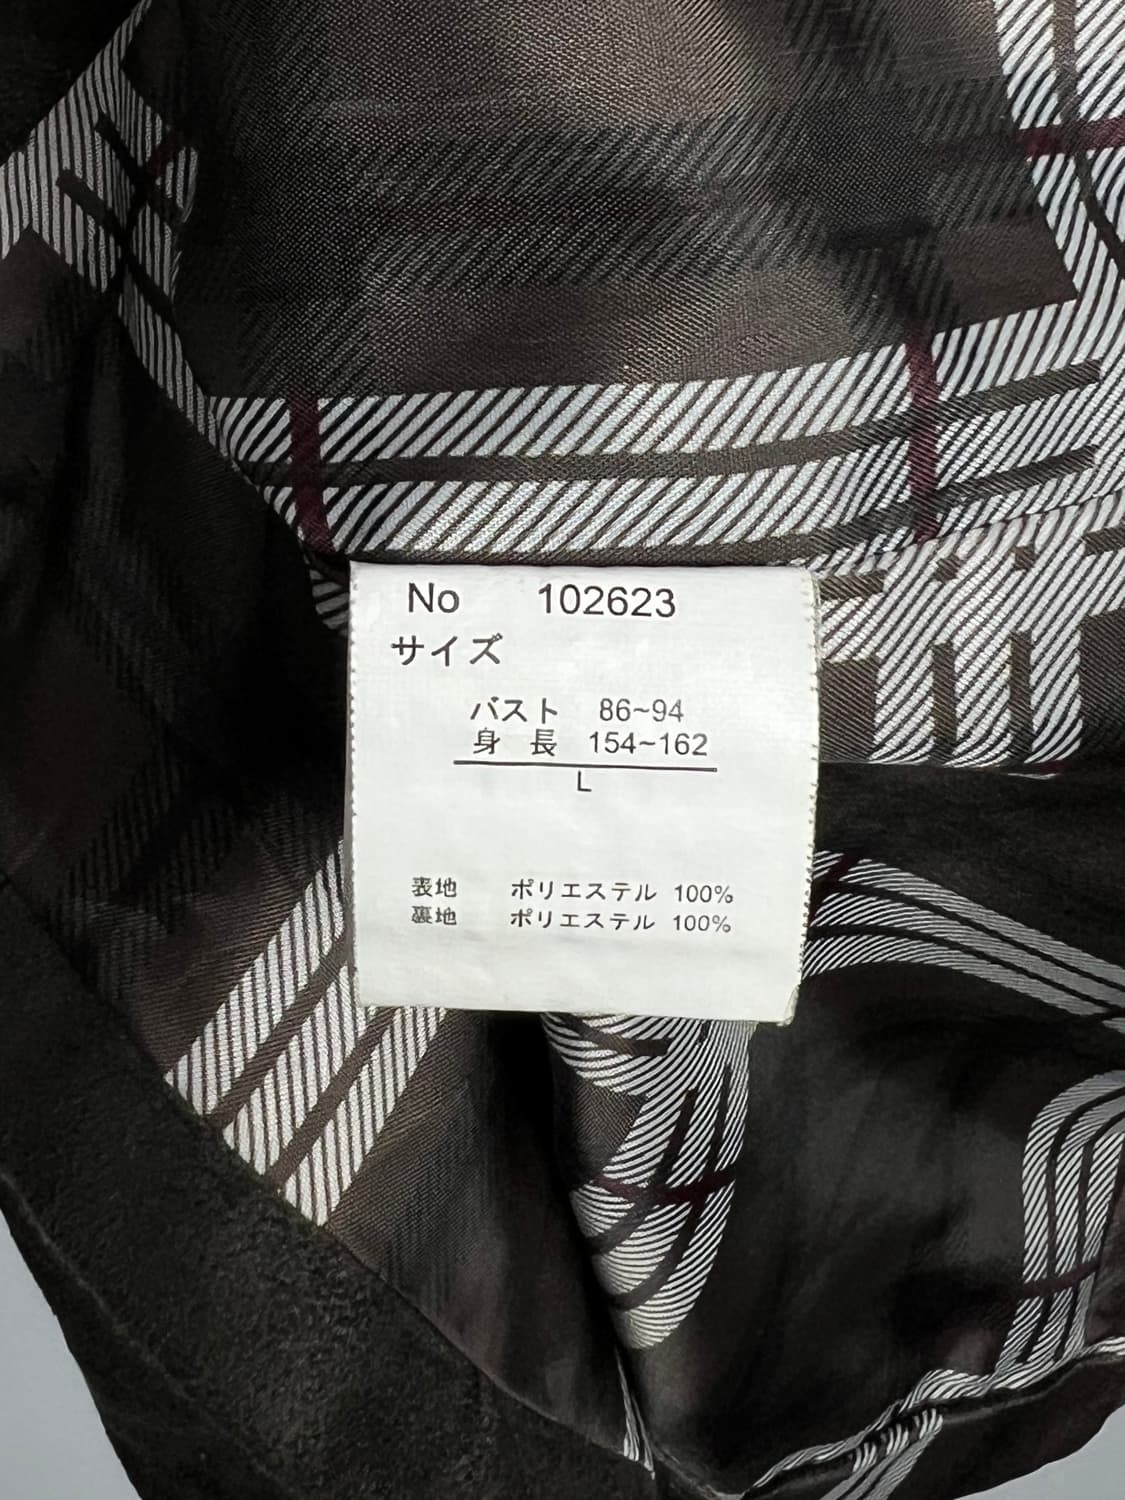 No 102623
サイズ
バスト 86~94
身 長 154~162
L
表地 ポリエステル 100%
裏地 ポリエステル 100%